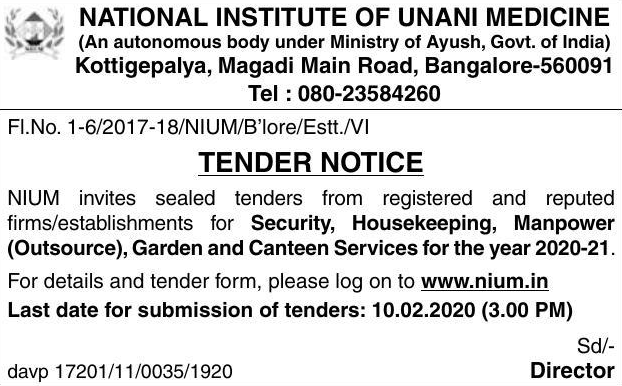 NATIONAL INSTITUTE OF UNANI MEDICINE
(An autonomous body under Ministry of Ayush, Govt. of India)
Kottigepalya, Magadi Main Road, Bangalore-560091
Tel : 080-23584260
Fl.No. 1-6/2017-18/NIUM/B'lore/Estt./VI
TENDER NOTICE
NIUM invites sealed tenders from registered and reputed
firms/establishments for Security, Housekeeping, Manpower
(Outsource), Garden and Canteen Services for the year 2020-21.
For details and tender form, please log on to www.nium.in
Last date for submission of tenders: 10.02.2020 (3.00 PM)
Sd/-
davp 17201/11/0035/1920 Director